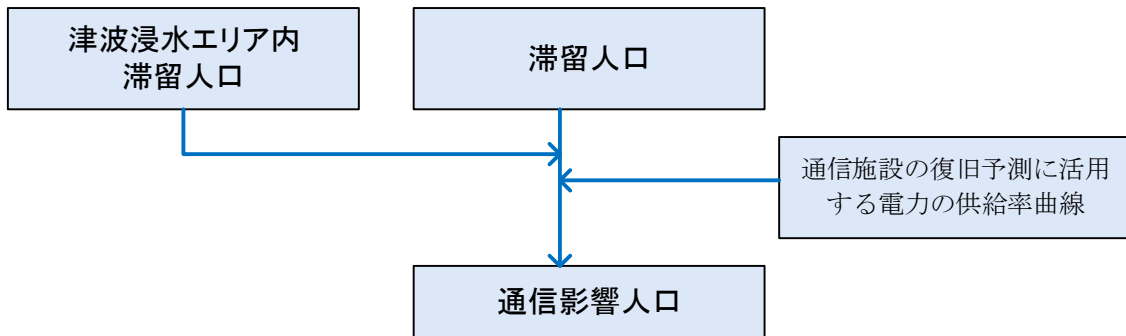 津波浸水エリア内
滞留人口
滞留人口
通信施設の復旧予測に活用
する電力の供給率曲線
通信影響人口